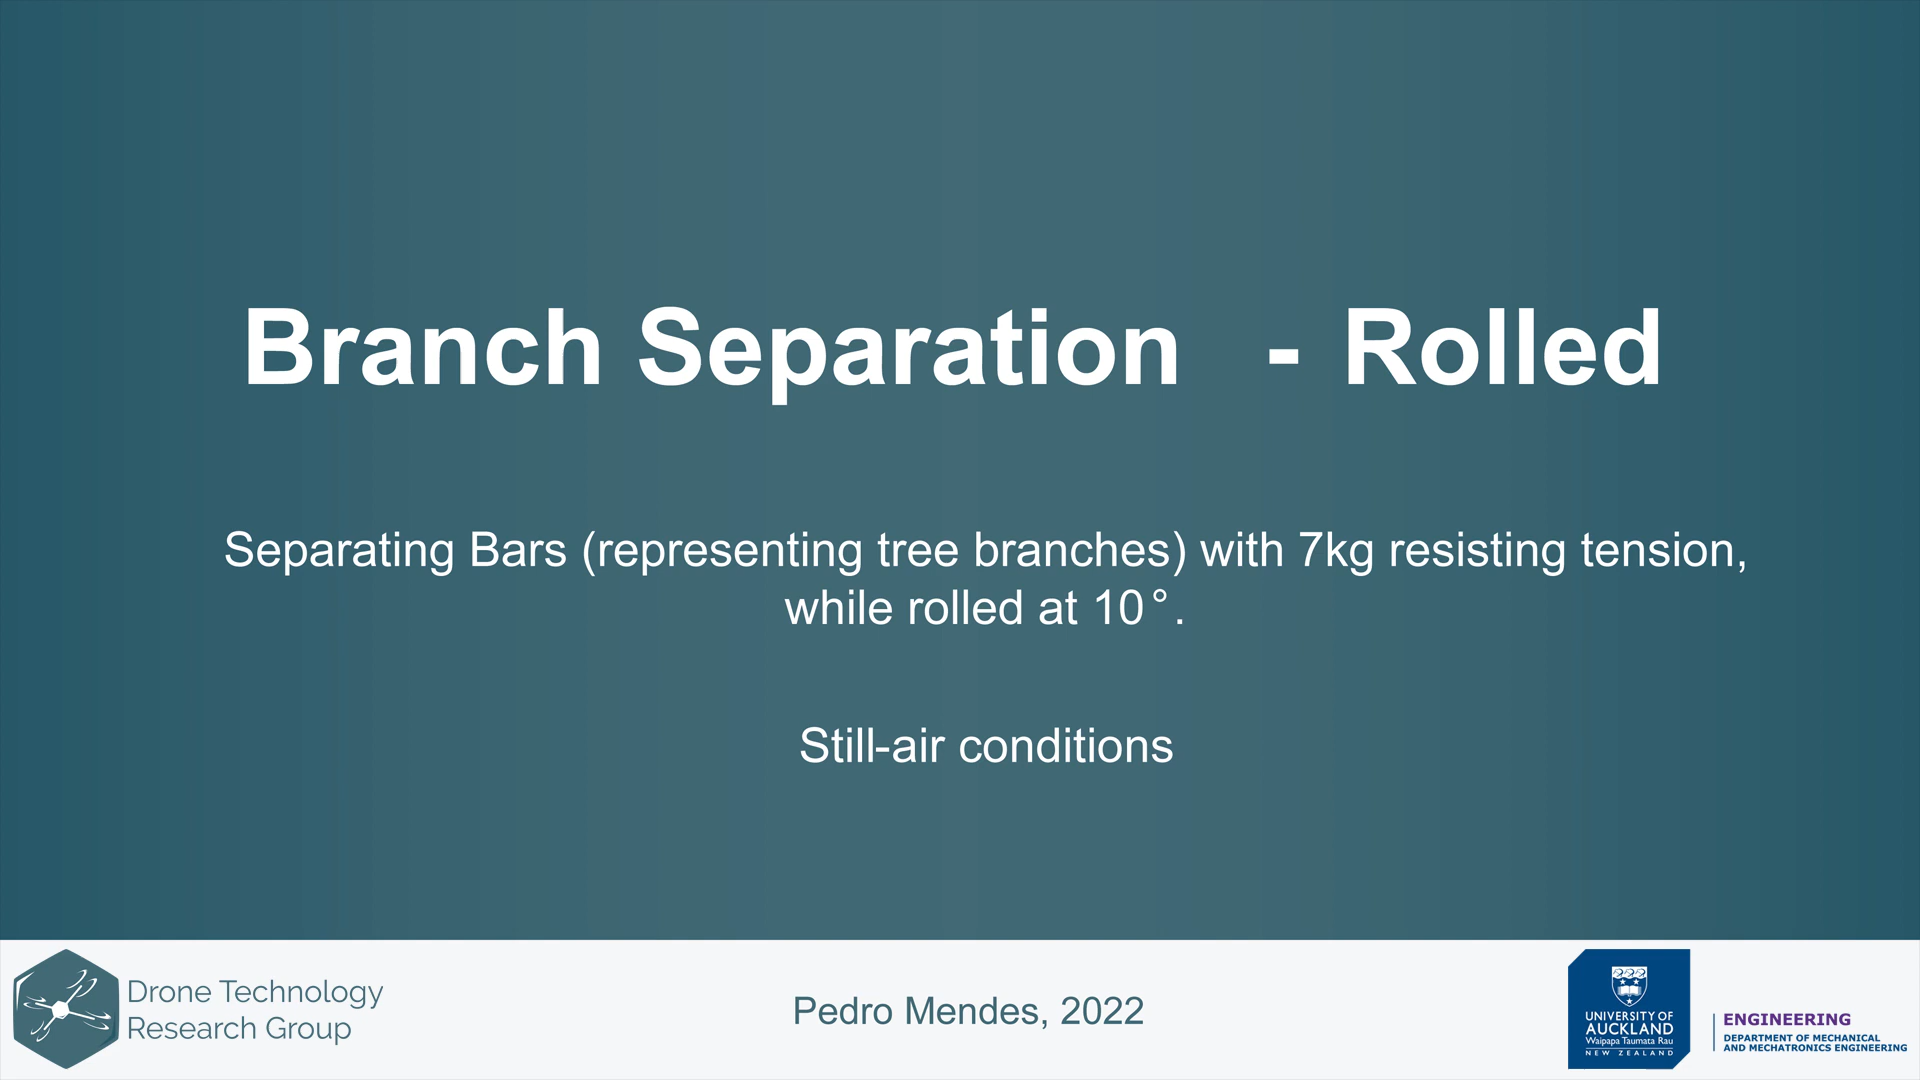 Branch Separation - Rolled
Separating Bars (representing tree branches) with 7kg resisting tension,
while rolled at 10°.
Still-air conditions
Drone Technology
Research Group
Pedro Mendes, 2022
UNIVERSITY OF
AUCKLAND
Waipapa Taumata Rau
NEW ZEALAND
ENGINEERING
DEPARTMENT OF MECHANICAL
AND MECHATRONICS ENGINEERING